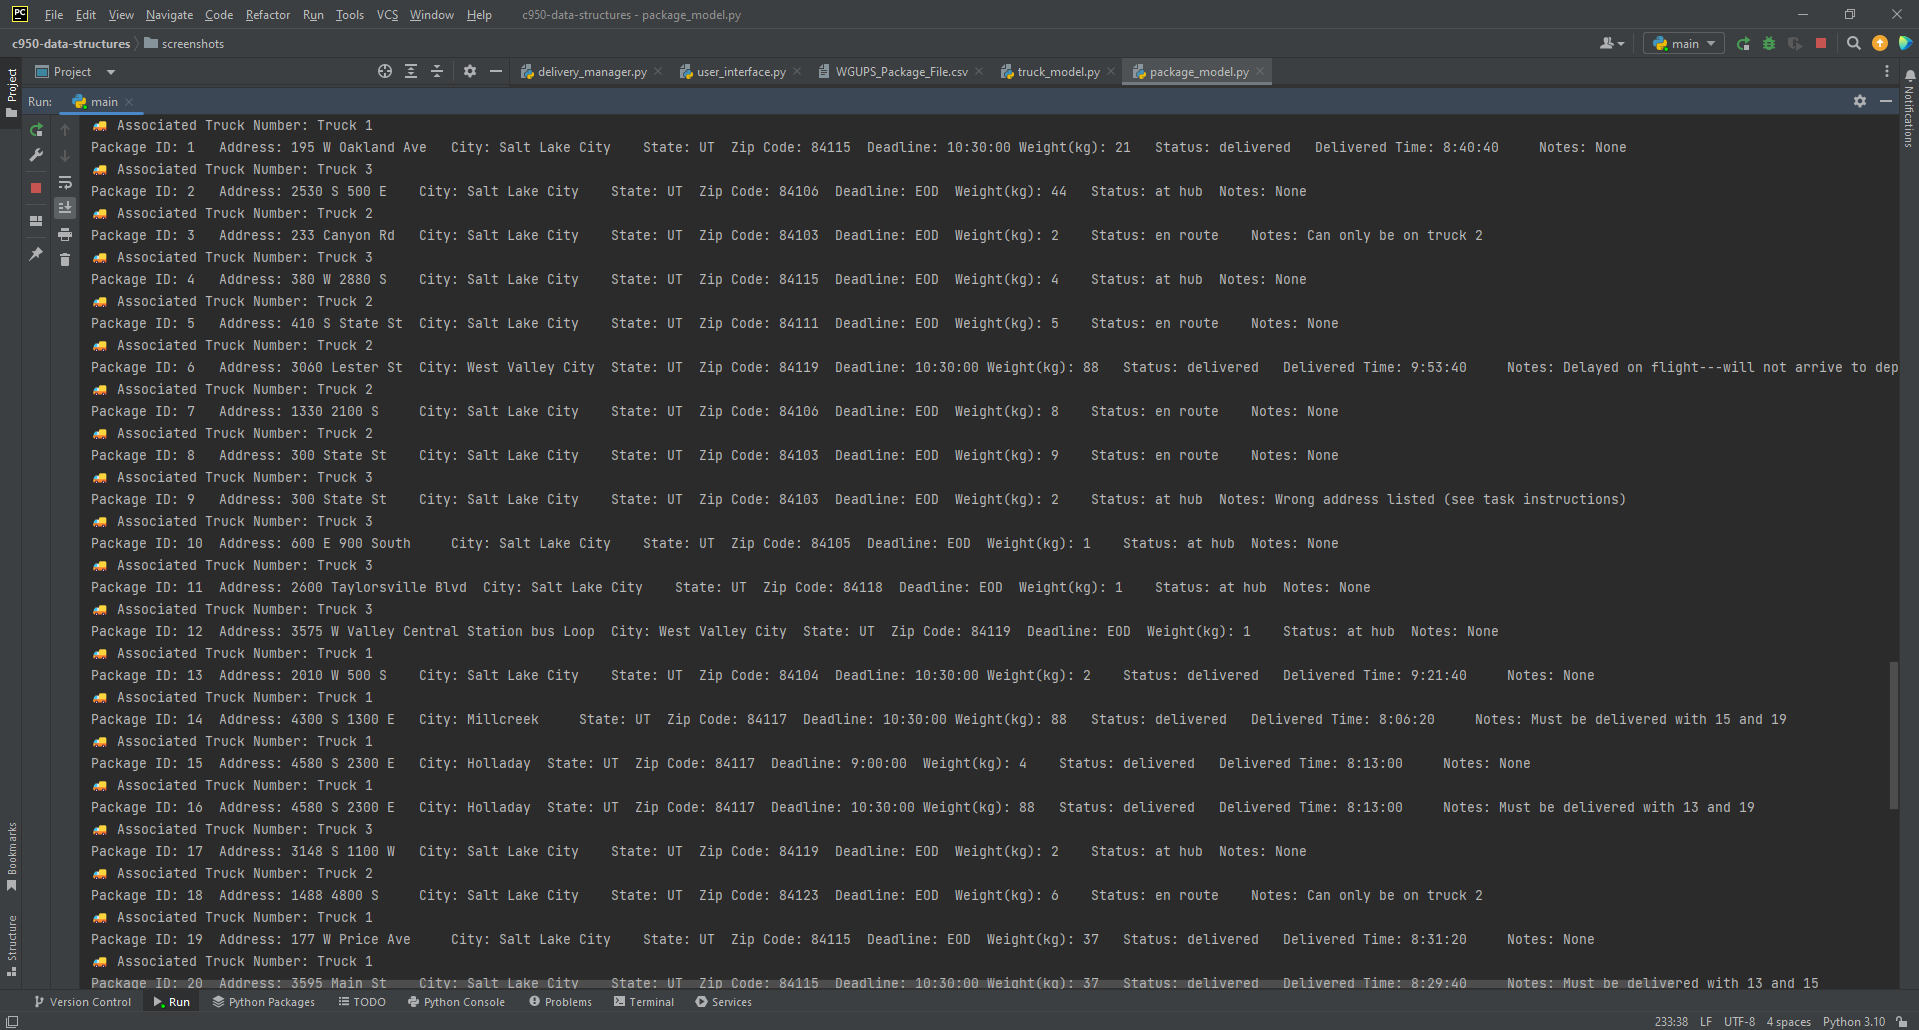 PC File Edit View Navigate Code Refactor Run Tools VCS Window Help c950-data-structures - package_model.py
c950-data-structures screenshots main
Project delivery_manager.py user_interface.py WGUPS_Package_File.csv truck_model.py package_model.py
Run: main
Associated Truck Number: Truck 1
Package ID: 1 Address: 195 W Oakland Ave City: Salt Lake City State: UT Zip Code: 84115 Deadline: 10:30:00 Weight(kg): 21 Status: delivered Delivered Time: 8:40:40 Notes: None
Associated Truck Number: Truck 3
Package ID: 2 Address: 2530 S 500 E City: Salt Lake City State: UT Zip Code: 84106 Deadline: EOD Weight(kg): 44 Status: at hub Notes: None
Associated Truck Number: Truck 2
Package ID: 3 Address: 233 Canyon Rd City: Salt Lake City State: UT Zip Code: 84103 Deadline: EOD Weight(kg): 2 Status: en route Notes: Can only be on truck 2
Associated Truck Number: Truck 3
Package ID: 4 Address: 380 W 2880 S City: Salt Lake City State: UT Zip Code: 84115 Deadline: EOD Weight(kg): 4 Status: at hub Notes: None
Associated Truck Number: Truck 2
Package ID: 5 Address: 410 S State St City: Salt Lake City State: UT Zip Code: 84111 Deadline: EOD Weight(kg): 5 Status: en route Notes: None
Associated Truck Number: Truck 2
Package ID: 6 Address: 3060 Lester St City: West Valley City State: UT Zip Code: 84119 Deadline: 10:30:00 Weight(kg): 88 Status: delivered Delivered Time: 9:53:40 Notes: Delayed on flight---will not arrive to dep
Associated Truck Number: Truck 2
Package ID: 7 Address: 1330 2100 S City: Salt Lake City State: UT Zip Code: 84106 Deadline: EOD Weight(kg): 8 Status: en route Notes: None
Associated Truck Number: Truck 2
Package ID: 8 Address: 300 State St City: Salt Lake City State: UT Zip Code: 84103 Deadline: EOD Weight(kg): 9 Status: en route Notes: None
Associated Truck Number: Truck 3
Package ID: 9 Address: 300 State St City: Salt Lake City State: UT Zip Code: 84103 Deadline: EOD Weight(kg): 2 Status: at hub Notes: Wrong address listed (see task instructions)
Associated Truck Number: Truck 3
Package ID: 10 Address: 600 E 900 South City: Salt Lake City State: UT Zip Code: 84105 Deadline: EOD Weight(kg): 1 Status: at hub Notes: None
Associated Truck Number: Truck 3
Package ID: 11 Address: 2600 Taylorsville Blvd City: Salt Lake City State: UT Zip Code: 84118 Deadline: EOD Weight(kg): 1 Status: at hub Notes: None
Associated Truck Number: Truck 3
Package ID: 12 Address: 3575 W Valley Central Station bus Loop City: West Valley City State: UT Zip Code: 84119 Deadline: EOD Weight(kg): 1 Status: at hub Notes: None
Associated Truck Number: Truck 1
Package ID: 13 Address: 2010 W 500 S City: Salt Lake City State: UT Zip Code: 84104 Deadline: 10:30:00 Weight(kg): 2 Status: delivered Delivered Time: 9:21:40 Notes: None
Associated Truck Number: Truck 1
Package ID: 14 Address: 4300 S 1300 E City: Millcreek State: UT Zip Code: 84117 Deadline: 10:30:00 Weight(kg): 88 Status: delivered Delivered Time: 8:06:20 Notes: Must be delivered with 15 and 19
Associated Truck Number: Truck 1
Package ID: 15 Address: 4580 S 2300 E City: Holladay State: UT Zip Code: 84117 Deadline: 9:00:00 Weight(kg): 4 Status: delivered Delivered Time: 8:13:00 Notes: None
Associated Truck Number: Truck 1
Package ID: 16 Address: 4580 S 2300 E City: Holladay State: UT Zip Code: 84117 Deadline: 10:30:00 Weight(kg): 88 Status: delivered Delivered Time: 8:13:00 Notes: Must be delivered with 13 and 19
Associated Truck Number: Truck 3
Package ID: 17 Address: 3148 S 1100 W City: Salt Lake City State: UT Zip Code: 84119 Deadline: EOD Weight(kg): 2 Status: at hub Notes: None
Associated Truck Number: Truck 2
Package ID: 18 Address: 1488 4800 S City: Salt Lake City State: UT Zip Code: 84123 Deadline: EOD Weight(kg): 6 Status: en route Notes: Can only be on truck 2
Associated Truck Number: Truck 1
Package ID: 19 Address: 177 W Price Ave City: Salt Lake City State: UT Zip Code: 84115 Deadline: EOD Weight(kg): 37 Status: delivered Delivered Time: 8:31:20 Notes: None
Associated Truck Number: Truck 1
Package ID: 20 Address: 3595 Main St City: Salt Lake City State: UT Zip Code: 84115 Deadline: 10:30:00 Weight(kg): 37 Status: delivered Delivered Time: 8:29:40 Notes: Must be delivered with 13 and 15
Project
Bookmarks
Structure
Notifications
Version Control Run Python Packages TODO Python Console Problems Terminal Services
233:38 LF UTF-8 4 spaces Python 3.10